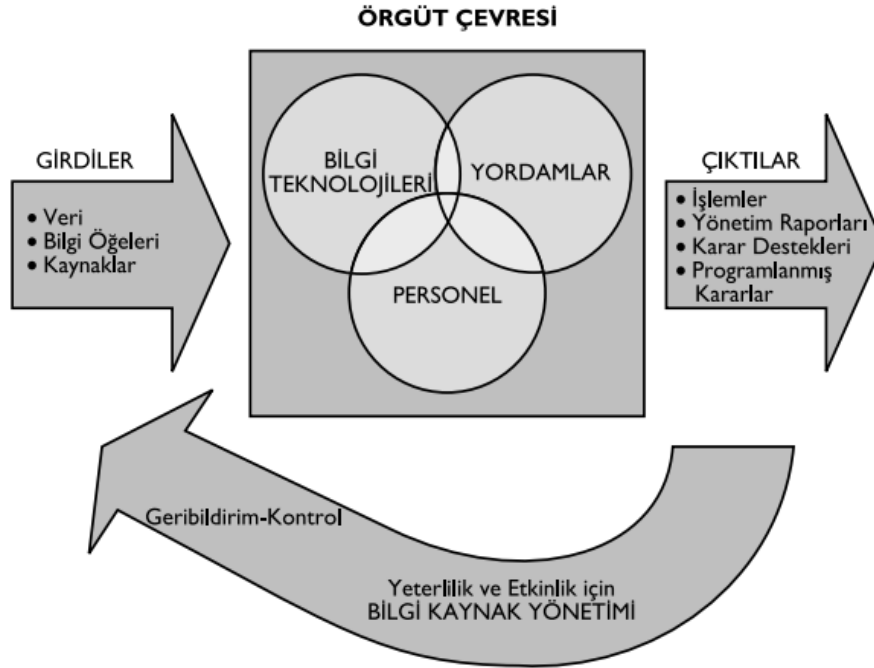 ÖRGÜT ÇEVRESİ
GİRDİLER
• Veri
• Bilgi Öğeleri
• Kaynaklar
BİLGİ
TEKNOLOJİLERİ
YORDAMLAR
PERSONEL
ÇIKTILAR
• İşlemler
• Yönetim Raporları
• Karar Destekleri
• Programlanmış
Kararlar
Geribildirim-Kontrol
Yeterlilik ve Etkinlik için
BİLGİ KAYNAK YÖNETİMİ